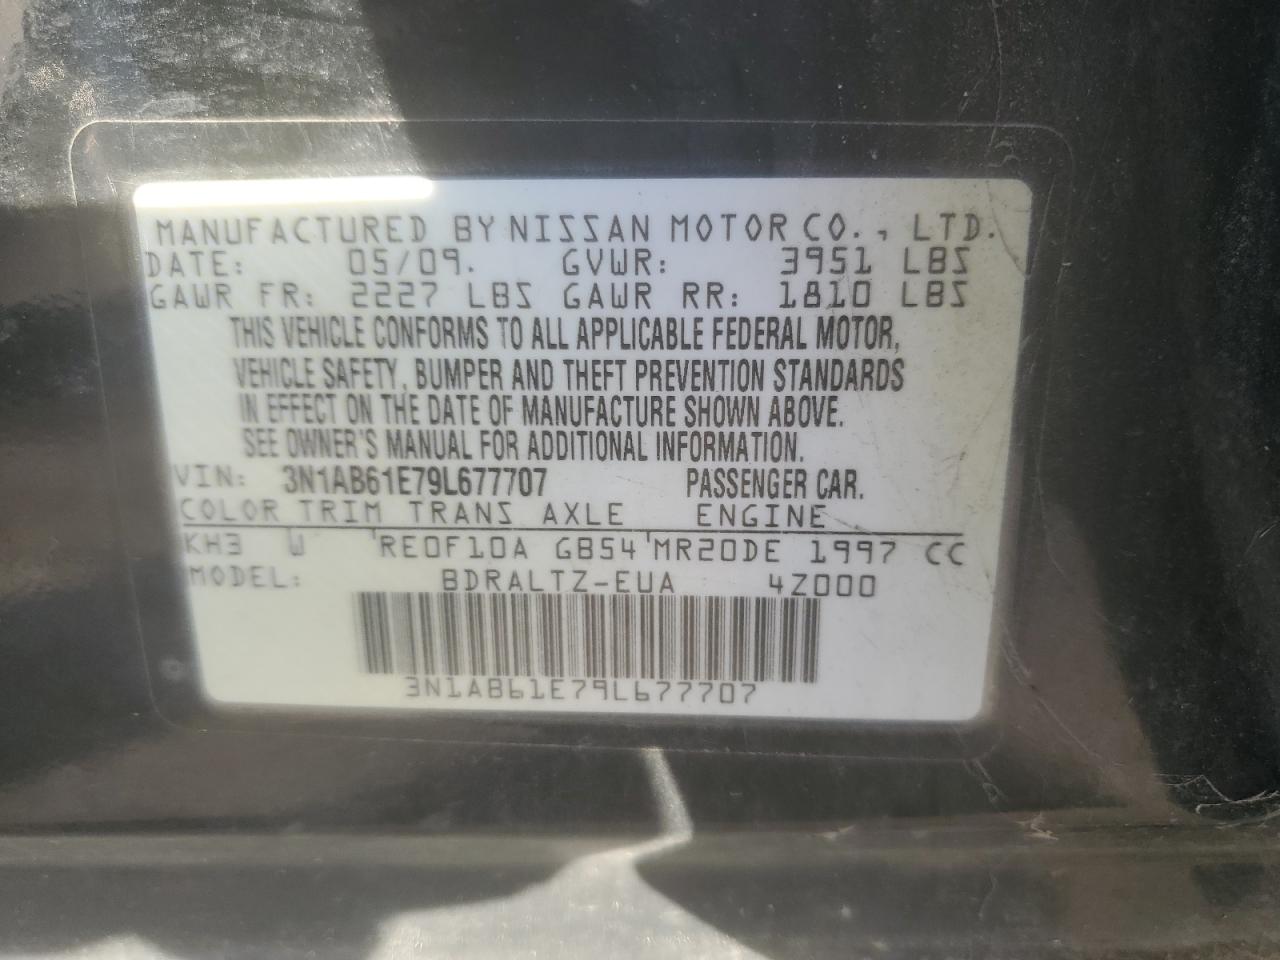 MANUFACTURED BY NISSAN MOTOR CO., LTD.
DATE: 05/09. GVWR: 3951 LBS
GAWR FR: 2227 LBS GAWR RR: 1810 LBS
THIS VEHICLE CONFORMS TO ALL APPLICABLE FEDERAL MOTOR,
VEHICLE SAFETY, BUMPER AND THEFT PREVENTION STANDARDS
IN EFFECT ON THE DATE OF MANUFACTURE SHOWN ABOVE.
SEE OWNER'S MANUAL FOR ADDITIONAL INFORMATION.
VIN: 3N1AB61E79L677707 PASSENGER CAR.
COLOR TRIM TRANS AXLE ENGINE
KH3 W 'RE0F10A GB54'MR20DE 1997 CC
MODEL: BDRALTZ-EUA 4Z000
3N1AB61E79L677707